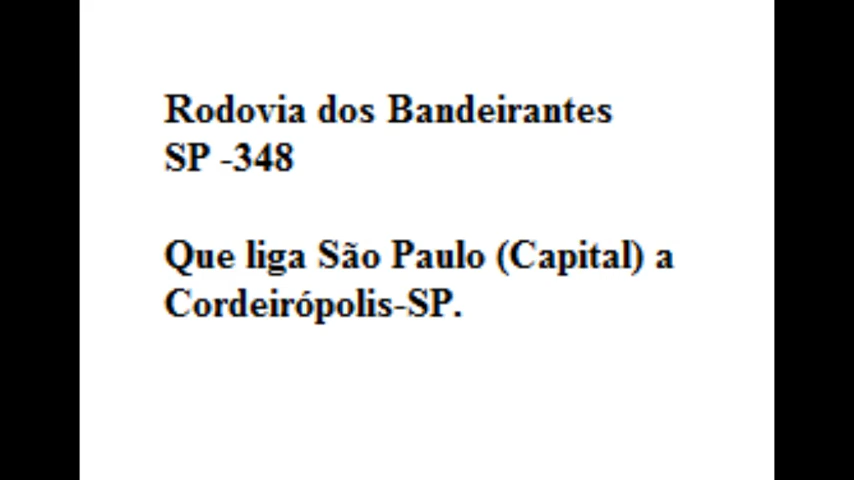 Rodovia dos Bandeirantes
SP -348
Que liga São Paulo (Capital) a
Cordeirópolis-SP.